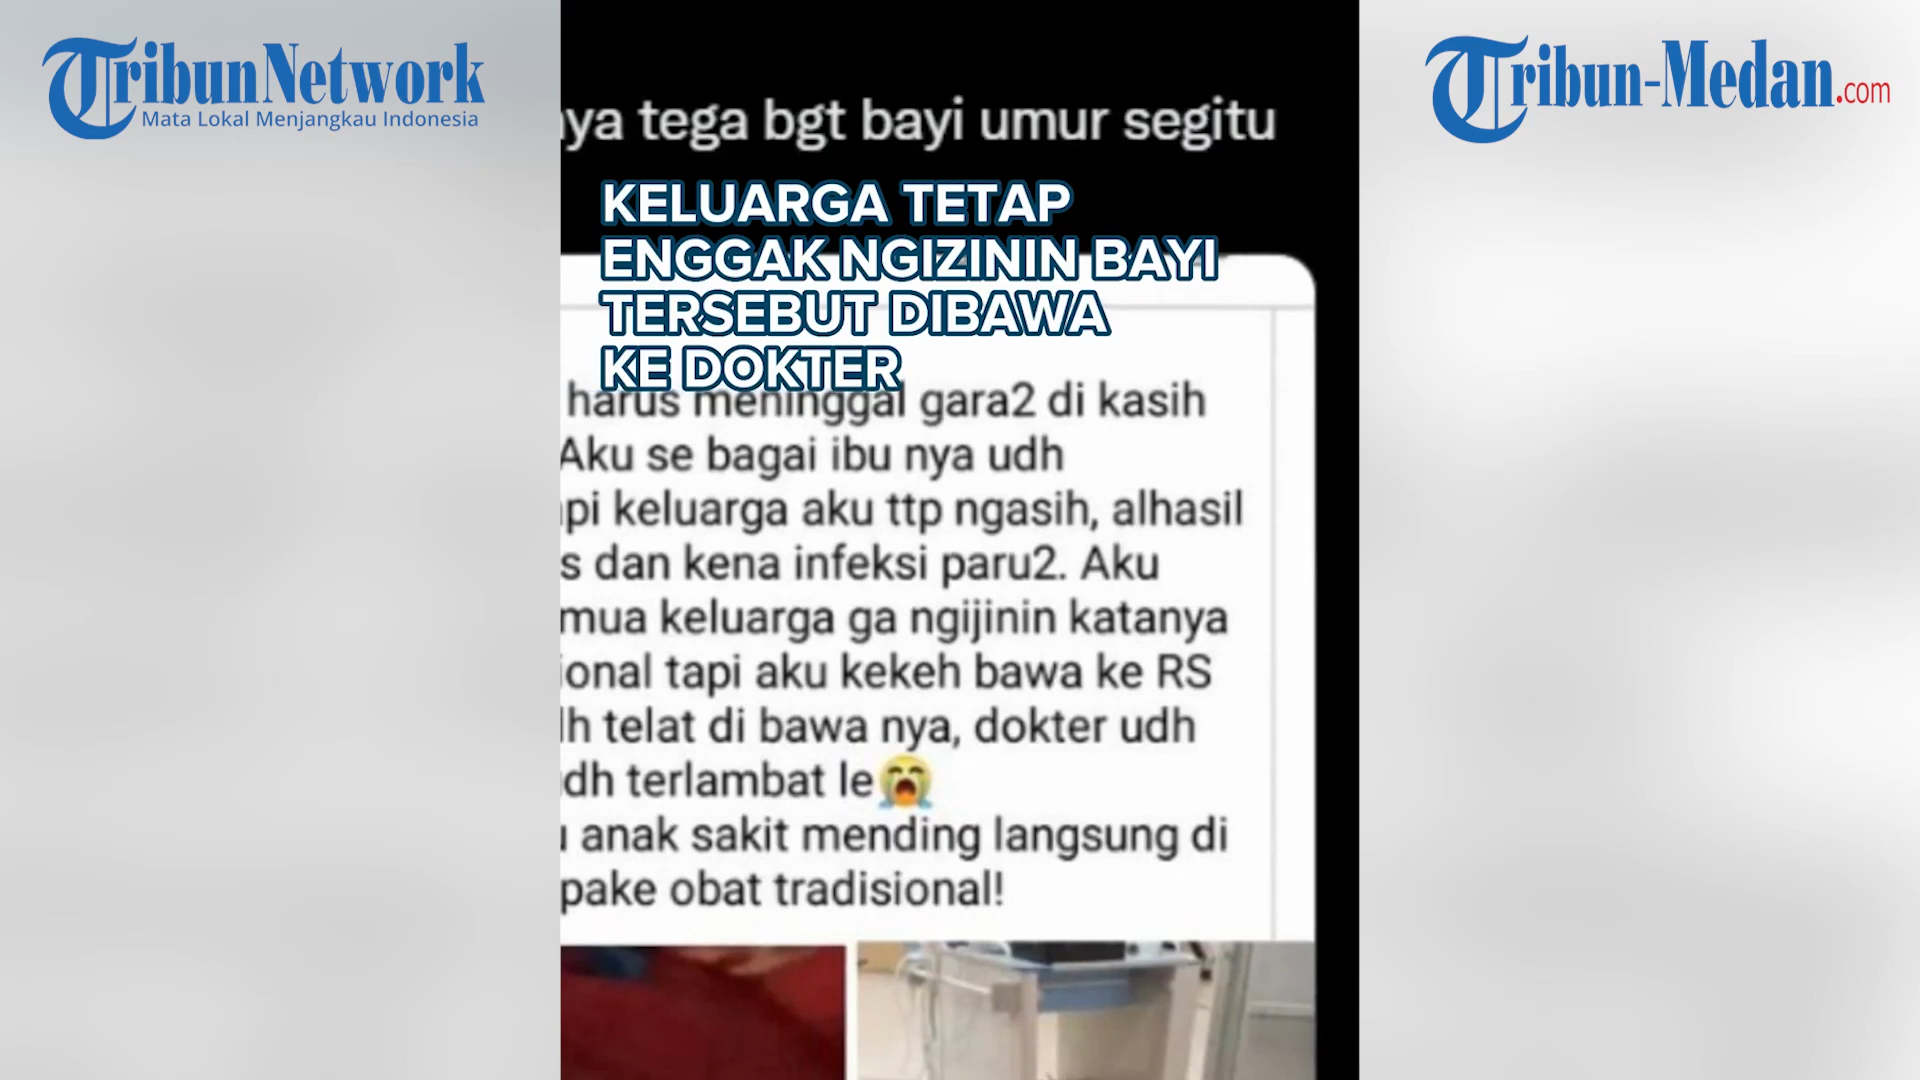 Tribun Network
Mata Lokal Menjangkau Indonesia
Tribun-Medan.com
ya tega bgt bayi umur segitu
KELUARGA TETAP
ENGGAK NGIZININ BAYI
TERSEBUT DIBAWA
KE DOKTER
harus meninggal gara2 di kasih
Aku se bagai ibu nya udh
pi keluarga aku ttp ngasih, alhasil
s dan kena infeksi paru2. Aku
mua keluarga ga ngijinin katanya
ional tapi aku kekeh bawa ke RS
h telat di bawa nya, dokter udh
dh terlambat le😭
anak sakit mending langsung di
pake obat tradisional!